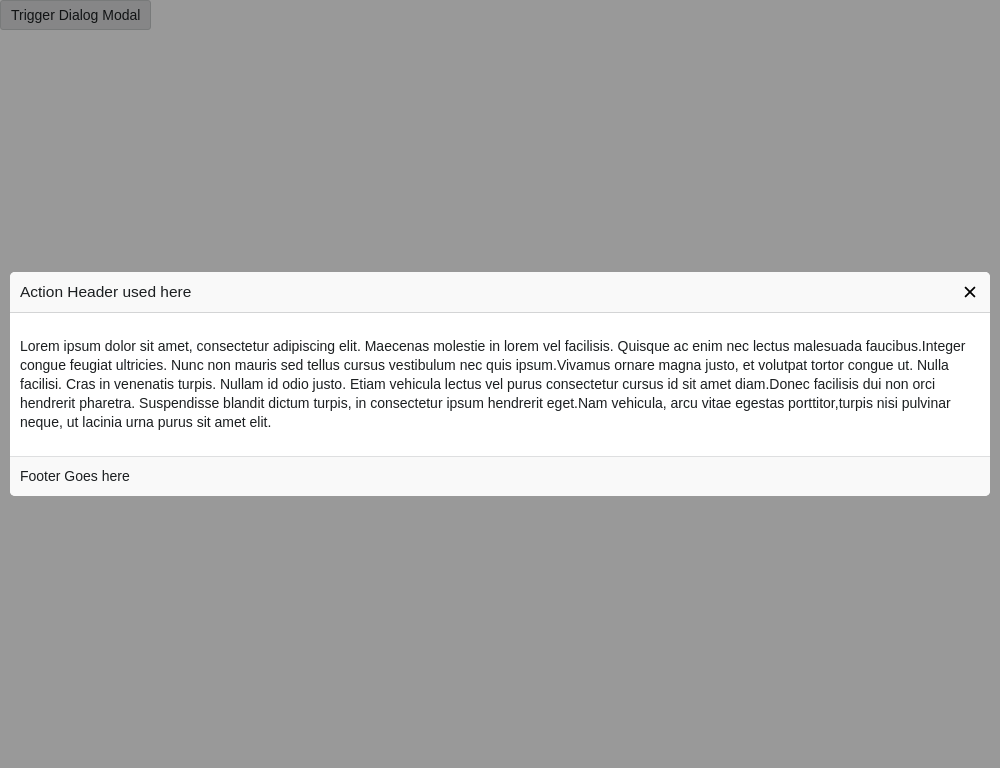 Trigger Dialog Modal
Action Header used here
Lorem ipsum dolor sit amet, consectetur adipiscing elit. Maecenas molestie in lorem vel facilisis. Quisque ac enim nec lectus malesuada faucibus.Integer
congue feugiat ultricies. Nunc non mauris sed tellus cursus vestibulum nec quis ipsum.Vivamus ornare magna justo, et volutpat tortor congue ut. Nulla
facilisi. Cras in venenatis turpis. Nullam id odio justo. Etiam vehicula lectus vel purus consectetur cursus id sit amet diam.Donec facilisis dui non orci
hendrerit pharetra. Suspendisse blandit dictum turpis, in consectetur ipsum hendrerit eget.Nam vehicula, arcu vitae egestas porttitor,turpis nisi pulvinar
neque, ut lacinia urna purus sit amet elit.
Footer Goes here